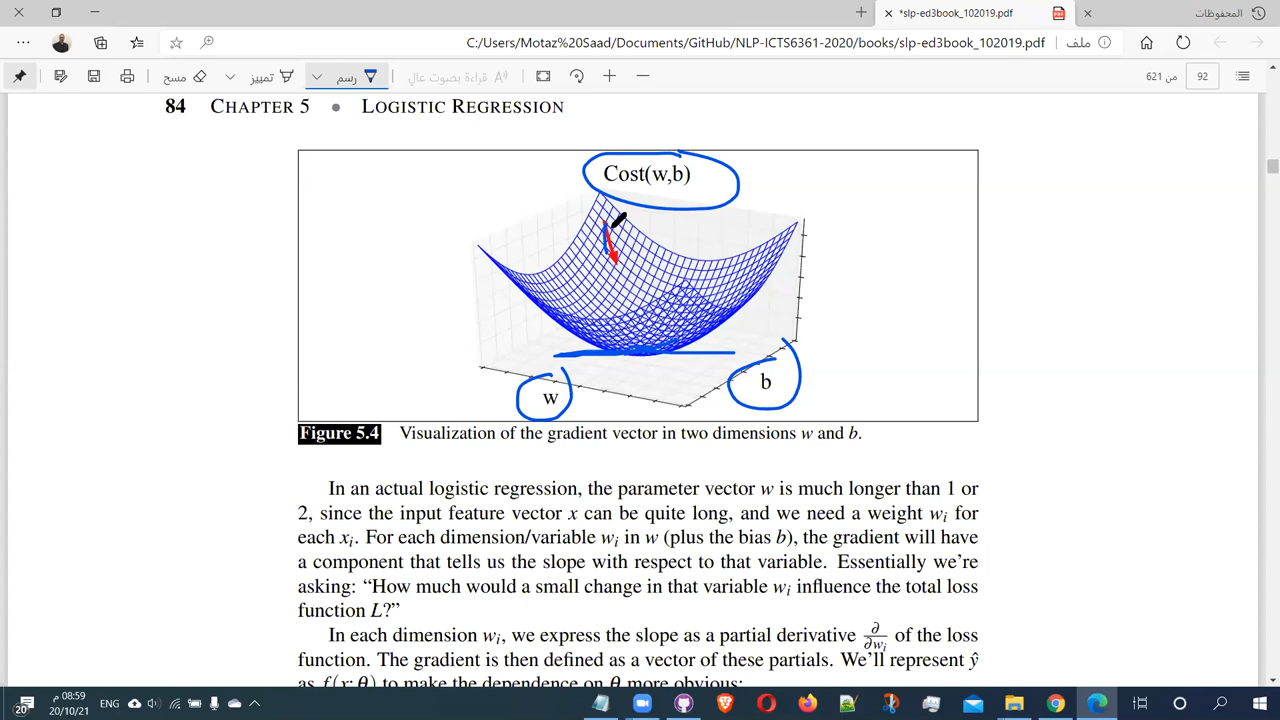 *slp-ed3book_102019.pdf
المحفوظات
C:/Users/Motaz%20Saad/Documents/GitHub/NLP-ICTS6361-2020/books/slp-ed3book_102019.pdf
ملف
مسح
تمييز
رسم
قراءة بصوت عالٍ
من 621
92
84 CHAPTER 5 • LOGISTIC REGRESSION
Cost(w,b)
w
b
Figure 5.4 Visualization of the gradient vector in two dimensions w and b.
In an actual logistic regression, the parameter vector w is much longer than 1 or
2, since the input feature vector x can be quite long, and we need a weight wᵢ for
each xᵢ. For each dimension/variable wᵢ in w (plus the bias b), the gradient will have
a component that tells us the slope with respect to that variable. Essentially we're
asking: “How much would a small change in that variable wᵢ influence the total loss
function L?”
In each dimension wᵢ, we express the slope as a partial derivative ∂/∂wᵢ of the loss
function. The gradient is then defined as a vector of these partials. We'll represent ŷ
as f(x;θ) to make the dependence on θ more obvious:
20
08:59
20/10/21
ENG